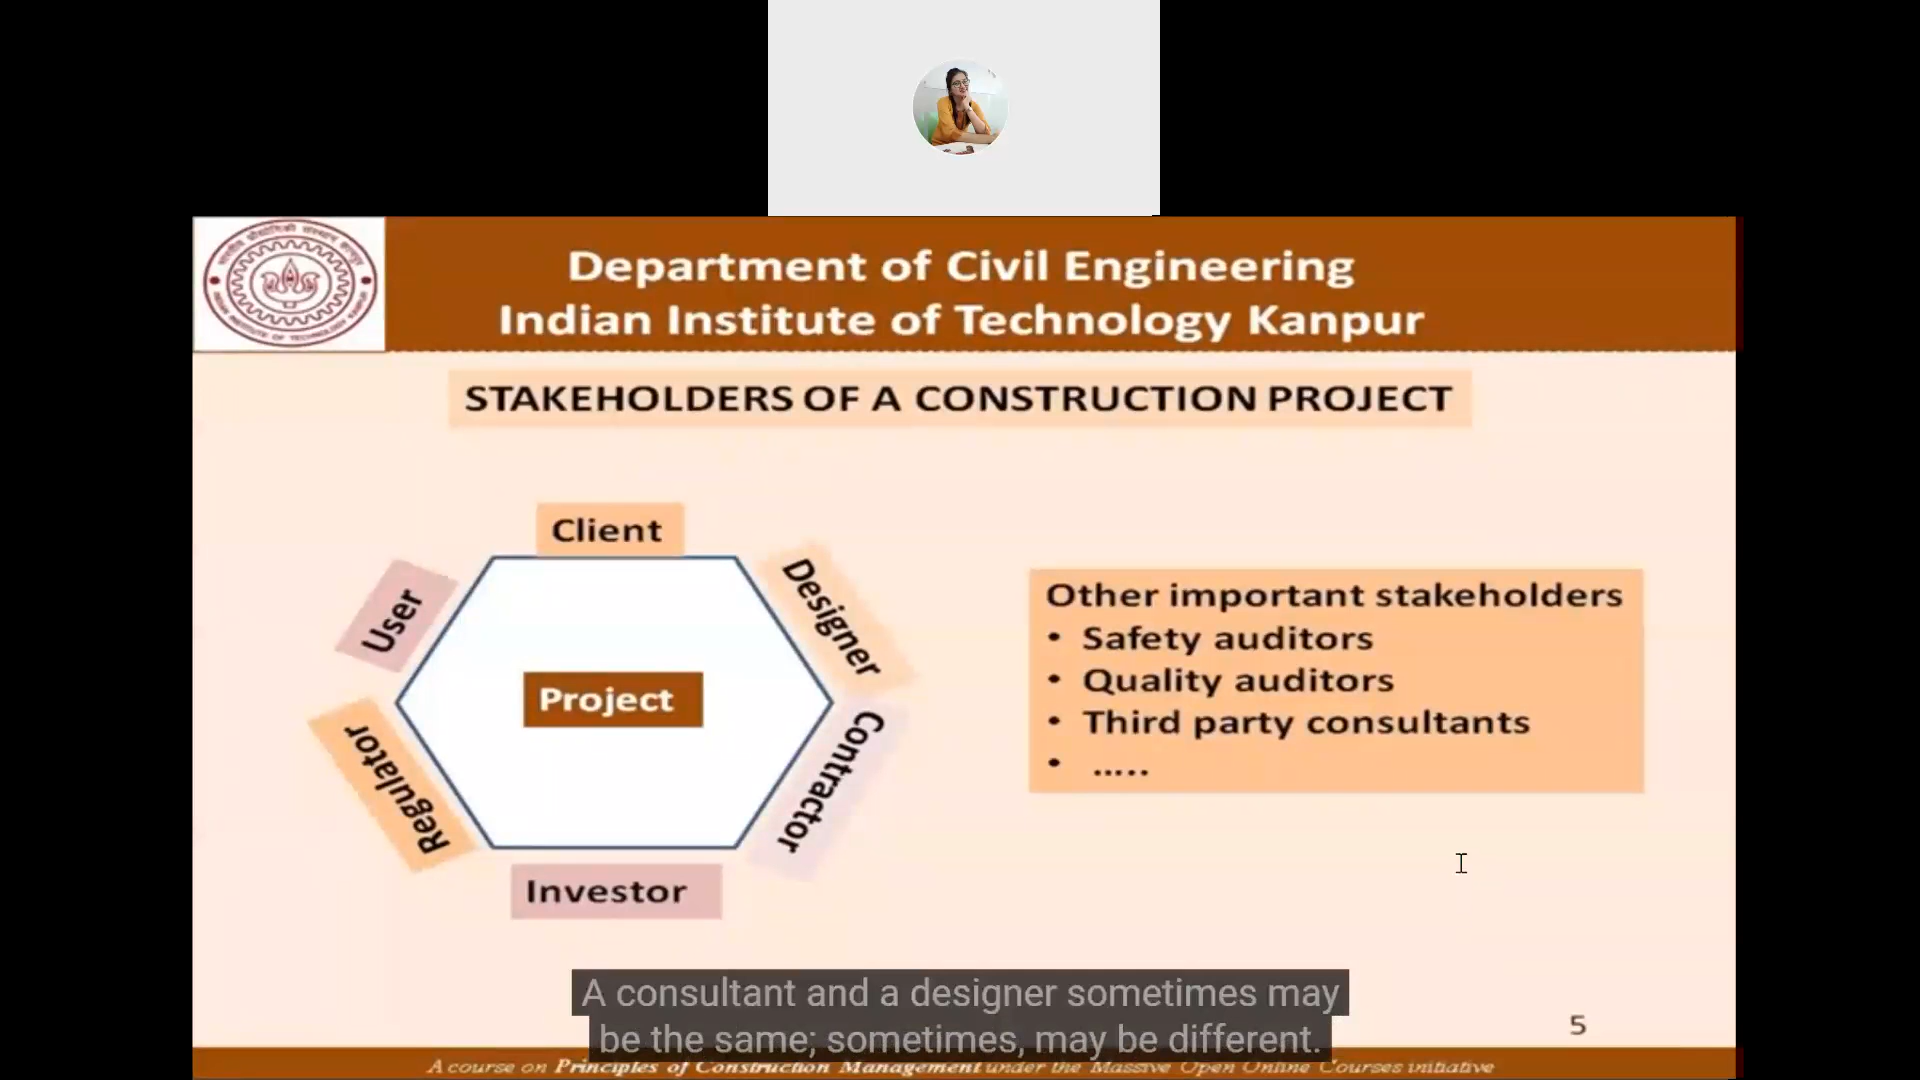 Department of Civil Engineering
Indian Institute of Technology Kanpur
STAKEHOLDERS OF A CONSTRUCTION PROJECT
Client
User
Designer
Project
Regulator
Contractor
Investor
Other important stakeholders
• Safety auditors
• Quality auditors
• Third party consultants
• .....
A consultant and a designer sometimes may
be the same; sometimes, may be different.
5
A course on Principles of Construction Management under the Massive Open Online Courses initiative